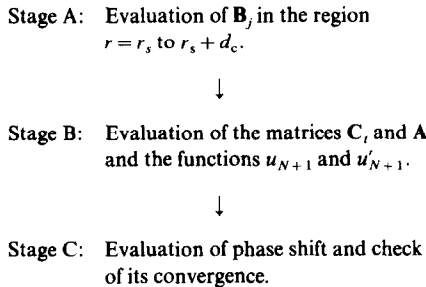 Stage A: Evaluation of B_j in the region
r = r_s to r_s + d_c.
↓
Stage B: Evaluation of the matrices C_t and A
and the functions u_{N+1} and u'_{N+1}.
↓
Stage C: Evaluation of phase shift and check
of its convergence.